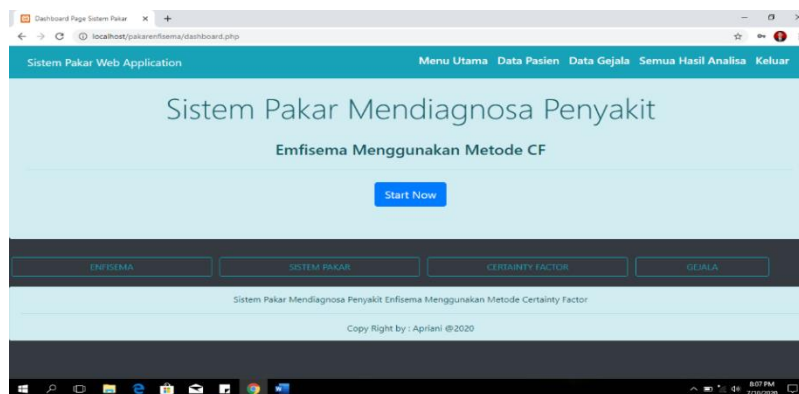 Dashboard Page Sistem Pakar
localhost/pakarenfisema/dashboard.php
Sistem Pakar Web Application Menu Utama Data Pasien Data Gejala Semua Hasil Analisa Keluar
Sistem Pakar Mendiagnosa Penyakit
Emfisema Menggunakan Metode CF
Start Now
ENFISEMA SISTEM PAKAR CERTAINTY FACTOR GEJALA
Sistem Pakar Mendiagnosa Penyakit Enfisema Menggunakan Metode Certainty Factor
Copy Right by : Apriani @2020
8:07 PM